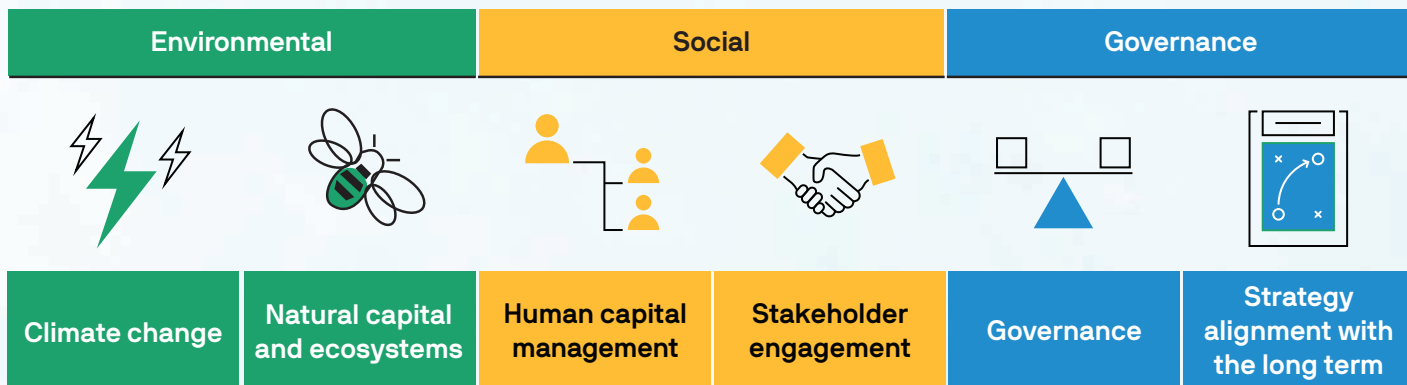 Environmental
Social
Governance
Climate change
Natural capital
and ecosystems
Human capital
management
Stakeholder
engagement
Governance
Strategy
alignment with
the long term